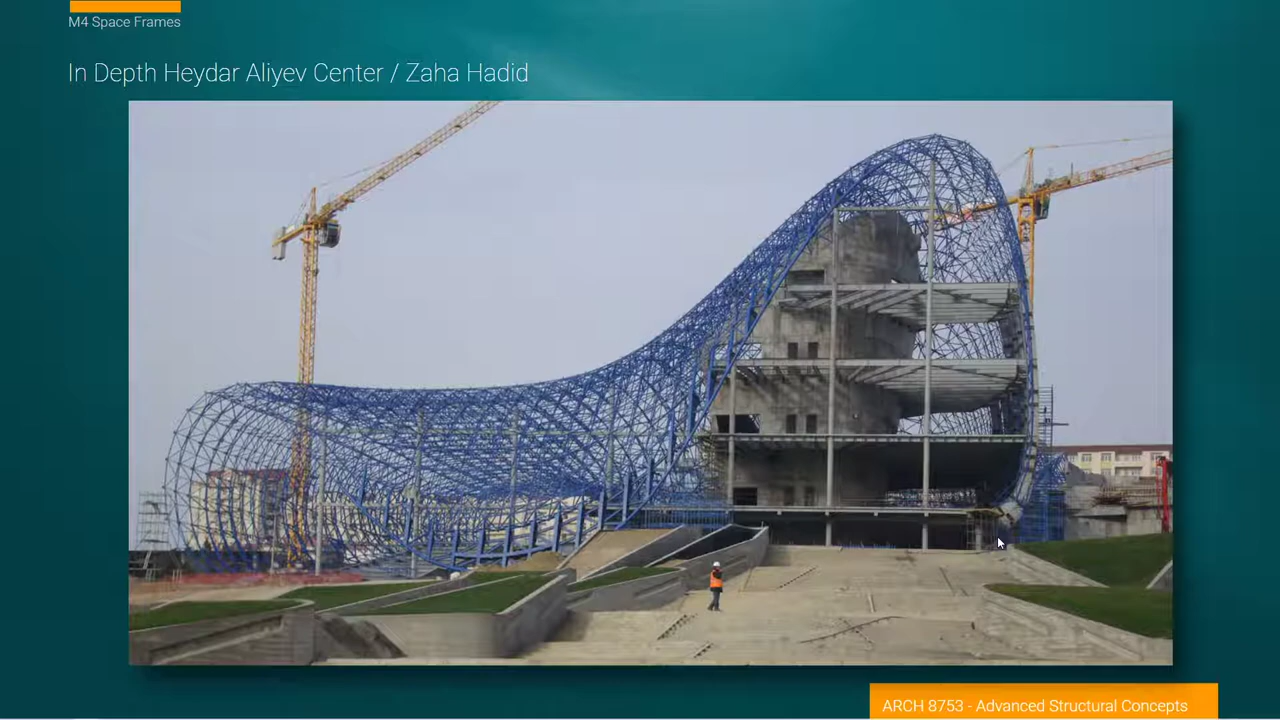 M4 Space Frames
In Depth Heydar Aliyev Center / Zaha Hadid
ARCH 8753 - Advanced Structural Concepts